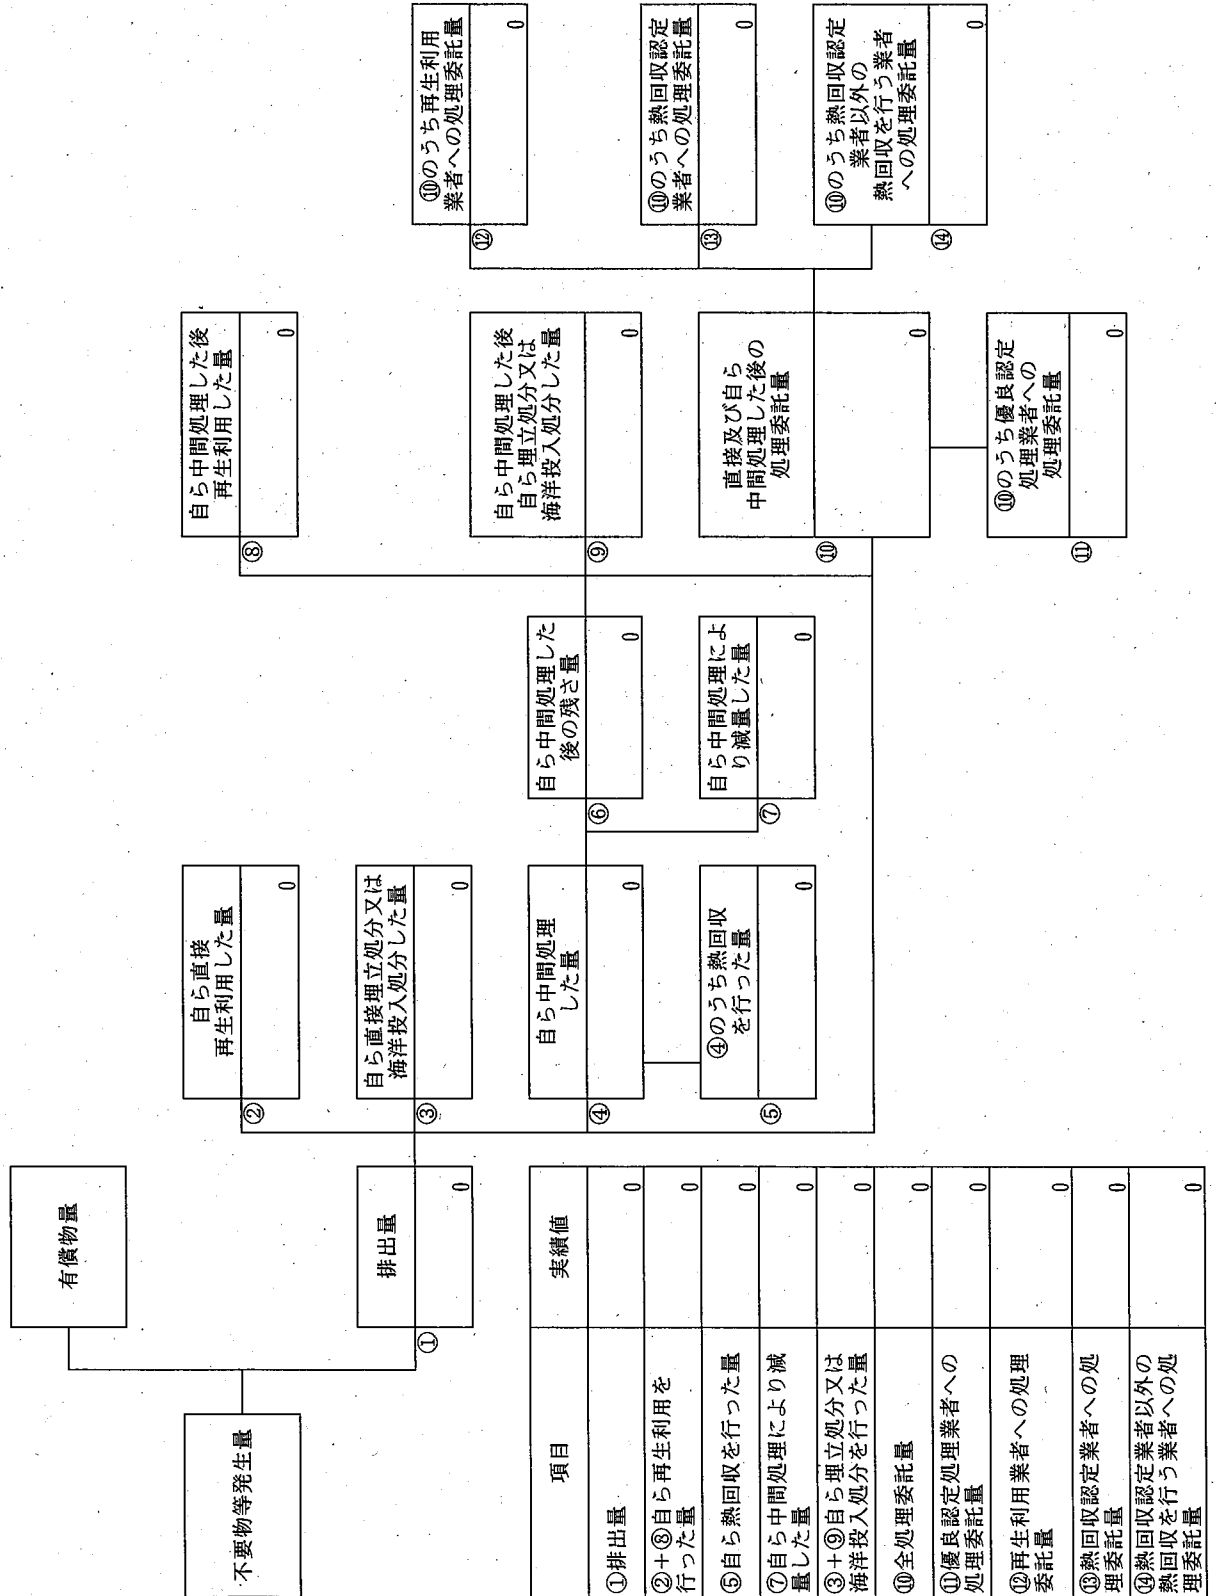 不要物等発生量
有償物量
排出量
①
0
自ら直接
再生利用した量
②
0
自ら直接埋立処分又は
海洋投入処分した量
③
0
自ら中間処理
した量
④
0
④のうち熱回収
を行った量
⑤
0
自ら中間処理した
後の残さ量
⑥
0
自ら中間処理によ
り減量した量
⑦
0
自ら中間処理した後
再生利用した量
⑧
0
自ら中間処理した後
自ら埋立処分又は
海洋投入処分した量
⑨
0
直接及び自ら
中間処理した後の
処理委託量
⑩
0
⑩のうち優良認定
処理業者への
処理委託量
⑪
0
⑩のうち再生利用
業者への処理委託量
⑫
0
⑩のうち熱回収認定
業者への処理委託量
⑬
0
⑩のうち熱回収認定
業者以外の
熱回収を行う業者
への処理委託量
⑭
0
項目 実績値
①排出量 0
②+⑧自ら再生利用を
行った量 0
⑤自ら熱回収を行った量 0
⑦自ら中間処理により減
量した量 0
③+⑨自ら埋立処分又は
海洋投入処分を行った量 0
⑩全処理委託量 0
⑪優良認定処理業者への
処理委託量 0
⑫再生利用業者への処理
委託量 0
⑬熱回収認定業者への処
理委託量 0
⑭熱回収認定業者以外の
熱回収を行う業者への処
理委託量 0